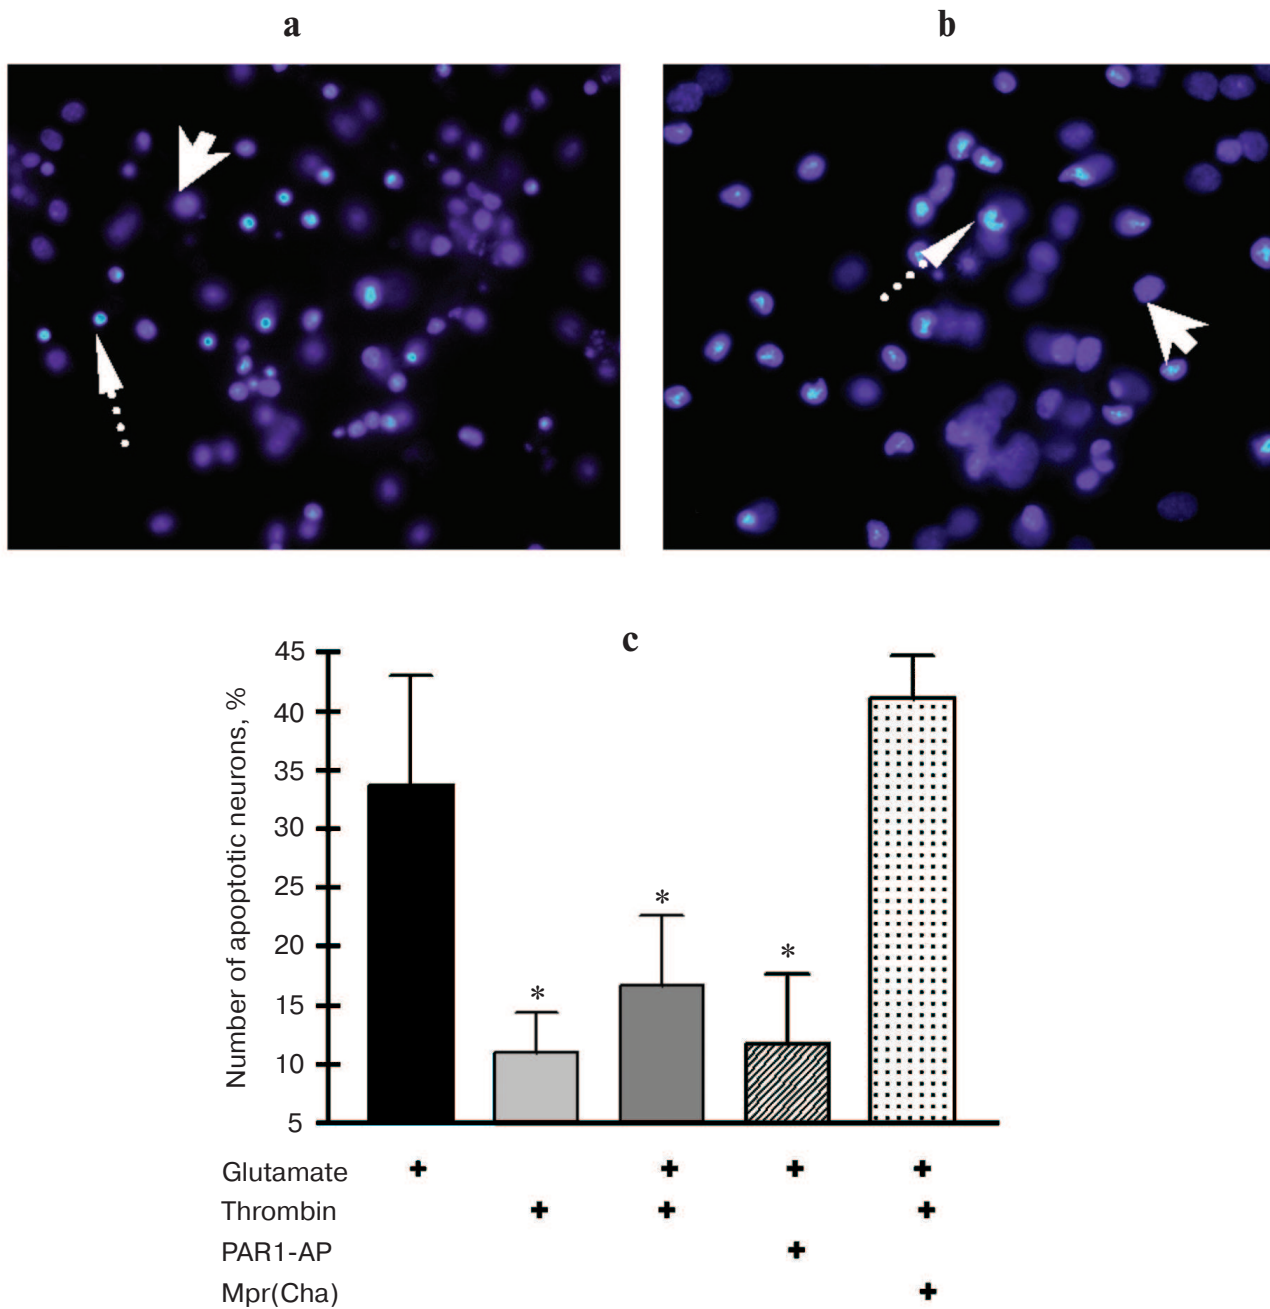 a
b
c
Number of apoptotic neurons, %
45
40
35
30
25
20
15
10
5
*
*
*
Glutamate + + + +
Thrombin + + +
PAR1-AP +
Mpr(Cha) +